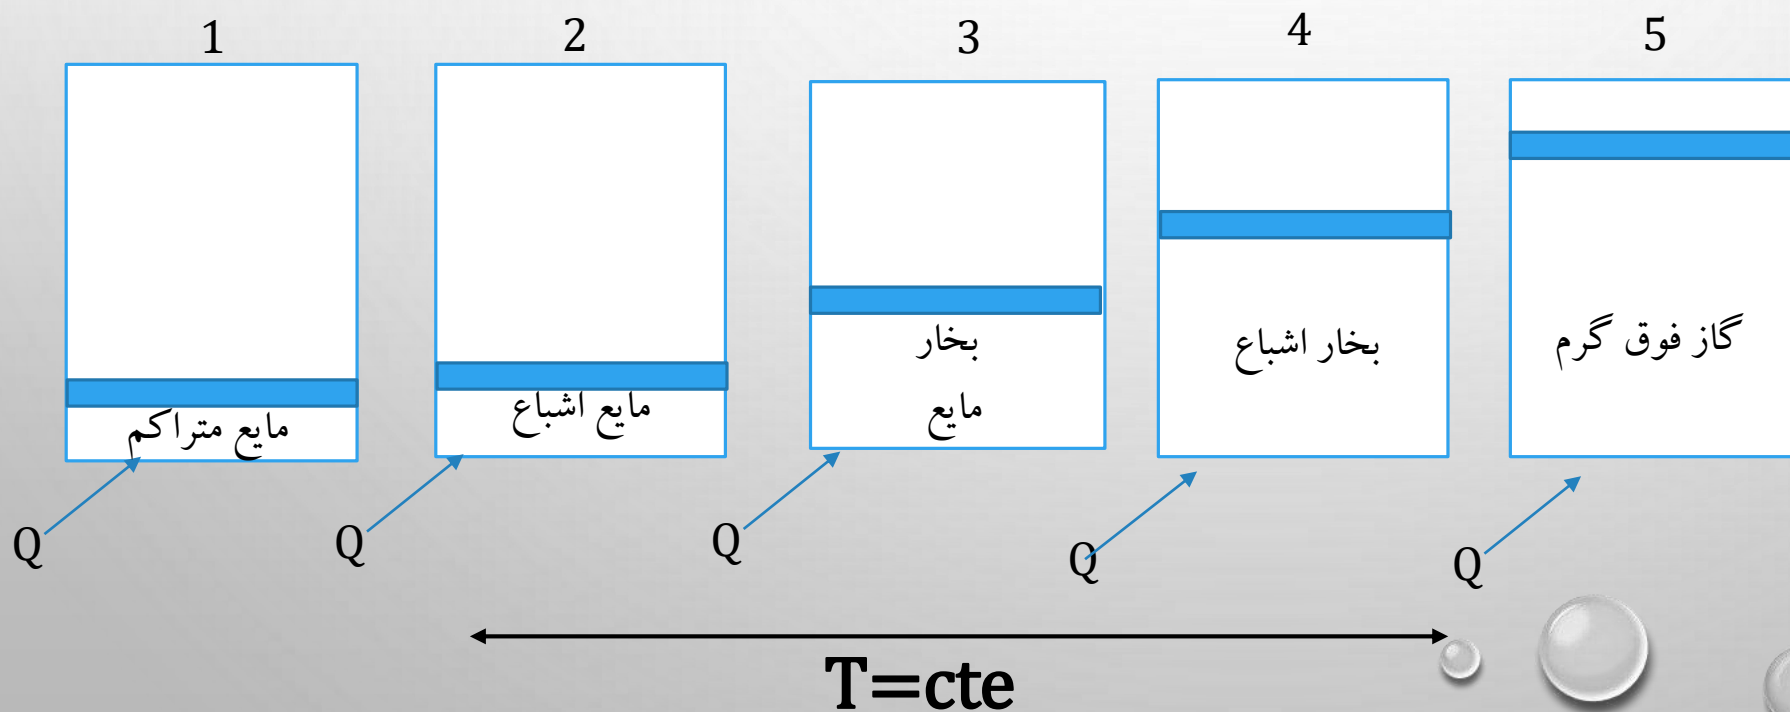 1
2
3
4
5
مایع متراکم
مایع اشباع
بخار
مایع
بخار اشباع
گاز فوق گرم
Q
Q
Q
Q
Q
T=cte